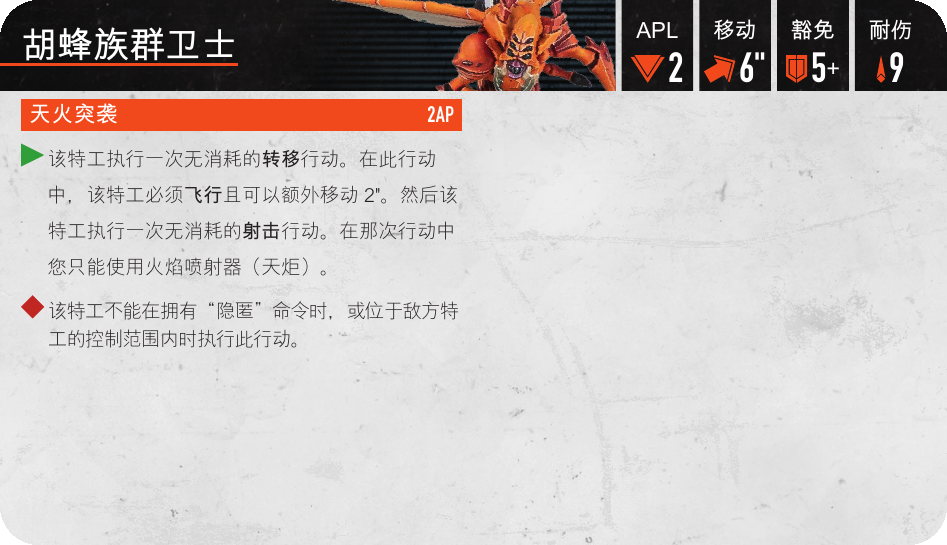 胡蜂族群卫士
APL
2
移动
6"
豁免
5+
耐伤
9
天火突袭 2AP
该特工执行一次无消耗的转移行动。在此行动
中，该特工必须飞行且可以额外移动 2"。然后该
特工执行一次无消耗的射击行动。在那次行动中
您只能使用火焰喷射器（天炬）。
该特工不能在拥有“隐匿”命令时，或位于敌方特
工的控制范围内时执行此行动。